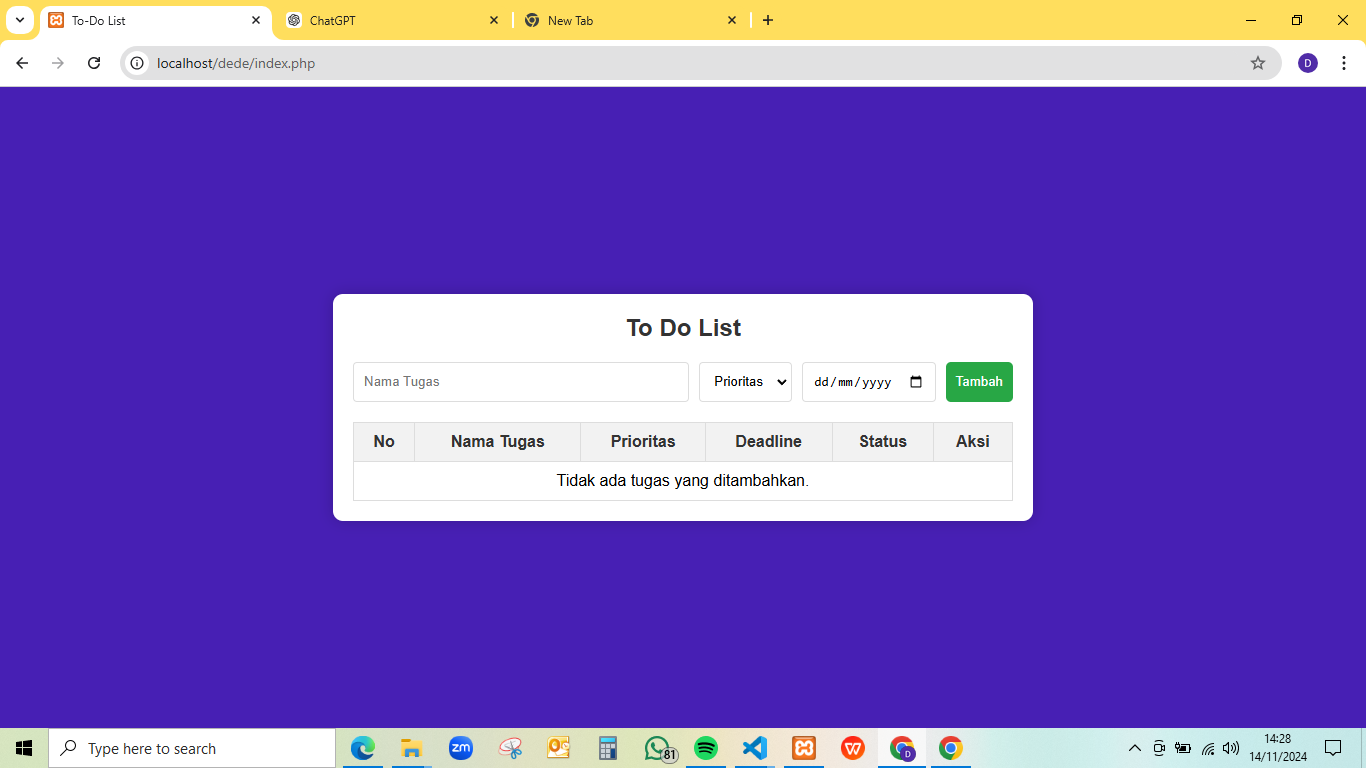 To-Do List
ChatGPT
New Tab
localhost/dede/index.php
D
To Do List
Nama Tugas
Prioritas
dd/mm/yyyy
Tambah
No Nama Tugas Prioritas Deadline Status Aksi
Tidak ada tugas yang ditambahkan.
Type here to search
zm
81
W
D
14:28
14/11/2024